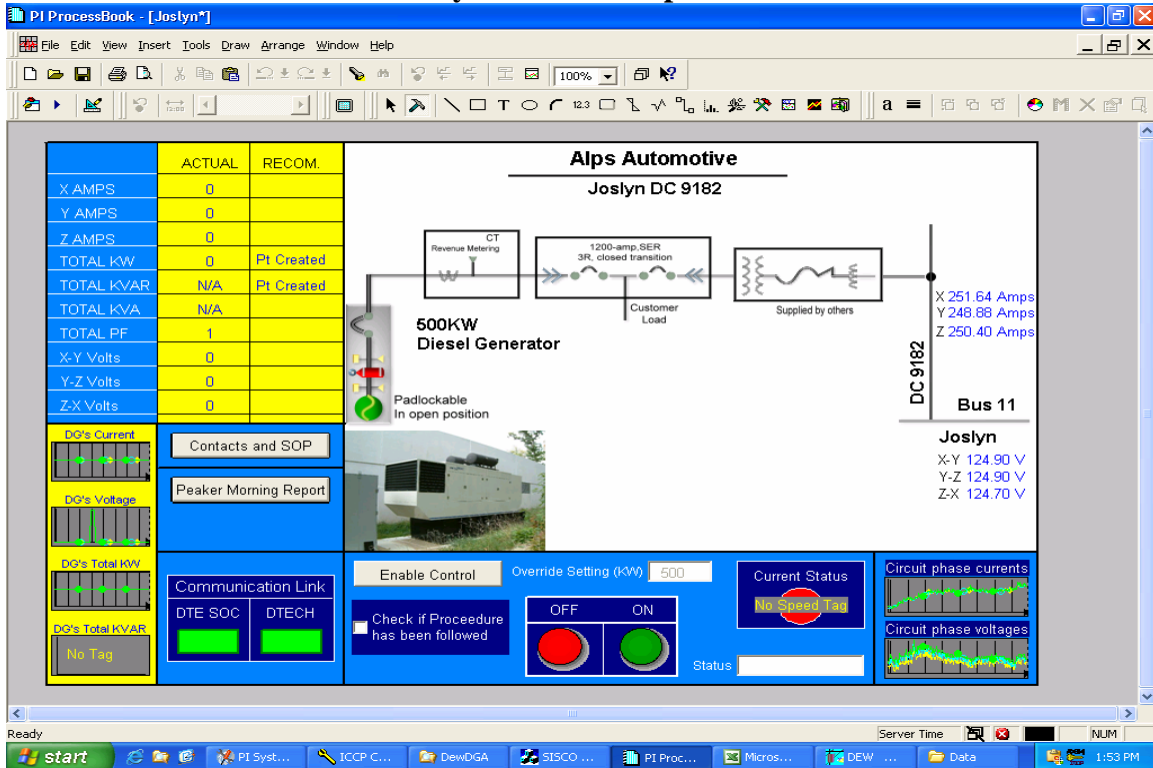 PI ProcessBook - [Joslyn*]
File Edit View Insert Tools Draw Arrange Window Help
100%
12.3
T
a
M
ACTUAL RECOM.
X AMPS 0
Y AMPS 0
Z AMPS 0
TOTAL KW 0 Pt Created
TOTAL KVAR N/A Pt Created
TOTAL KVA N/A
TOTAL PF 1
X-Y Volts 0
Y-Z Volts 0
Z-X Volts 0
Alps Automotive
Joslyn DC 9182
CT
Revenue Metering
1200-amp,SER
3R, closed transition
Customer
Load
Supplied by others
500KW
Diesel Generator
Padlockable
In open position
X 251.64 Amps
Y 248.88 Amps
Z 250.40 Amps
DC 9182
Bus 11
Joslyn
X-Y 124.90 V
Y-Z 124.90 V
Z-X 124.70 V
DG's Current
DG's Voltage
DG's Total KW
DG's Total KVAR
No Tag
Contacts and SOP
Peaker Morning Report
Communication Link
DTE SOC DTECH
Enable Control
Override Setting (KW) 500
Check if Proceedure
has been followed
OFF ON
Current Status
No Speed Tag
Status
Circuit phase currents
Circuit phase voltages
Ready
Server Time
NUM
start
PI Syst...
ICCP C...
DewDGA
SISCO ...
PI Proc...
Micros...
DEW ...
Data
1:53 PM